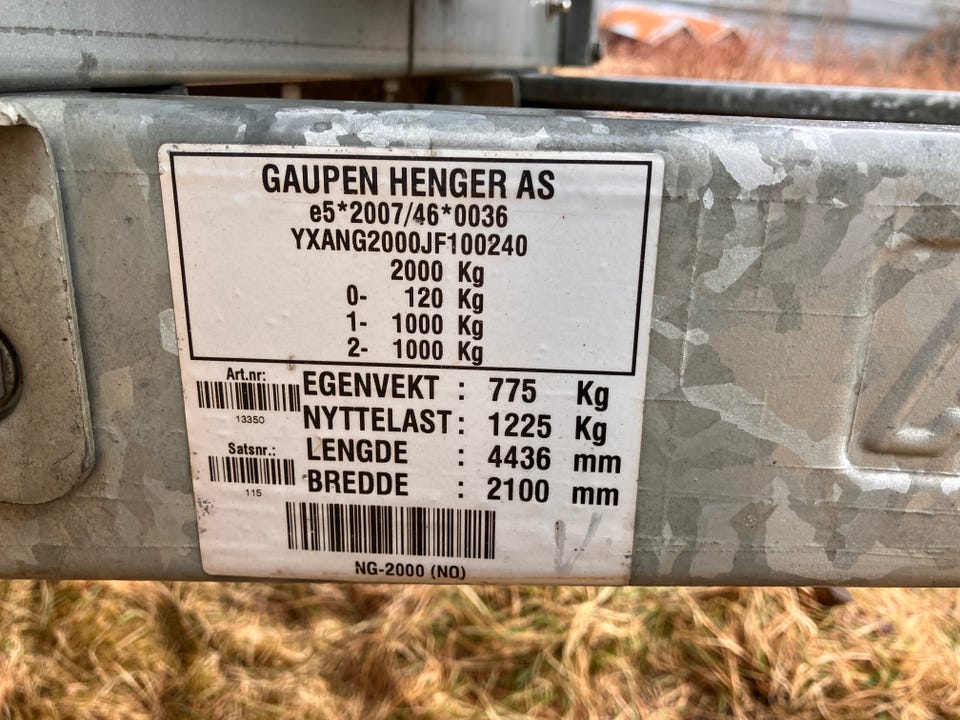 GAUPEN HENGER AS
e5*2007/46*0036
YXANG2000JF100240
2000 Kg
0- 120 Kg
1- 1000 Kg
2- 1000 Kg
Art.nr:
13350
Satsnr.:
115
EGENVEKT : 775 Kg
NYTTELAST : 1225 Kg
LENGDE : 4436 mm
BREDDE : 2100 mm
NG-2000 (NO)